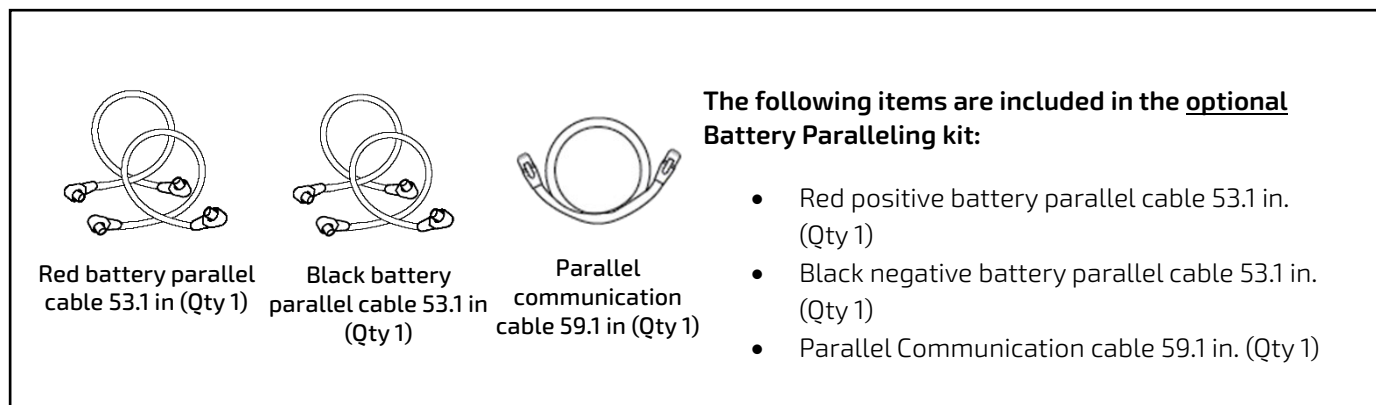 The following items are included in the optional
Battery Paralleling kit:
• Red positive battery parallel cable 53.1 in.
(Qty 1)
• Black negative battery parallel cable 53.1 in.
(Qty 1)
• Parallel Communication cable 59.1 in. (Qty 1)
Red battery parallel
cable 53.1 in (Qty 1)
Black battery
parallel cable 53.1 in
(Qty 1)
Parallel
communication
cable 59.1 in (Qty 1)